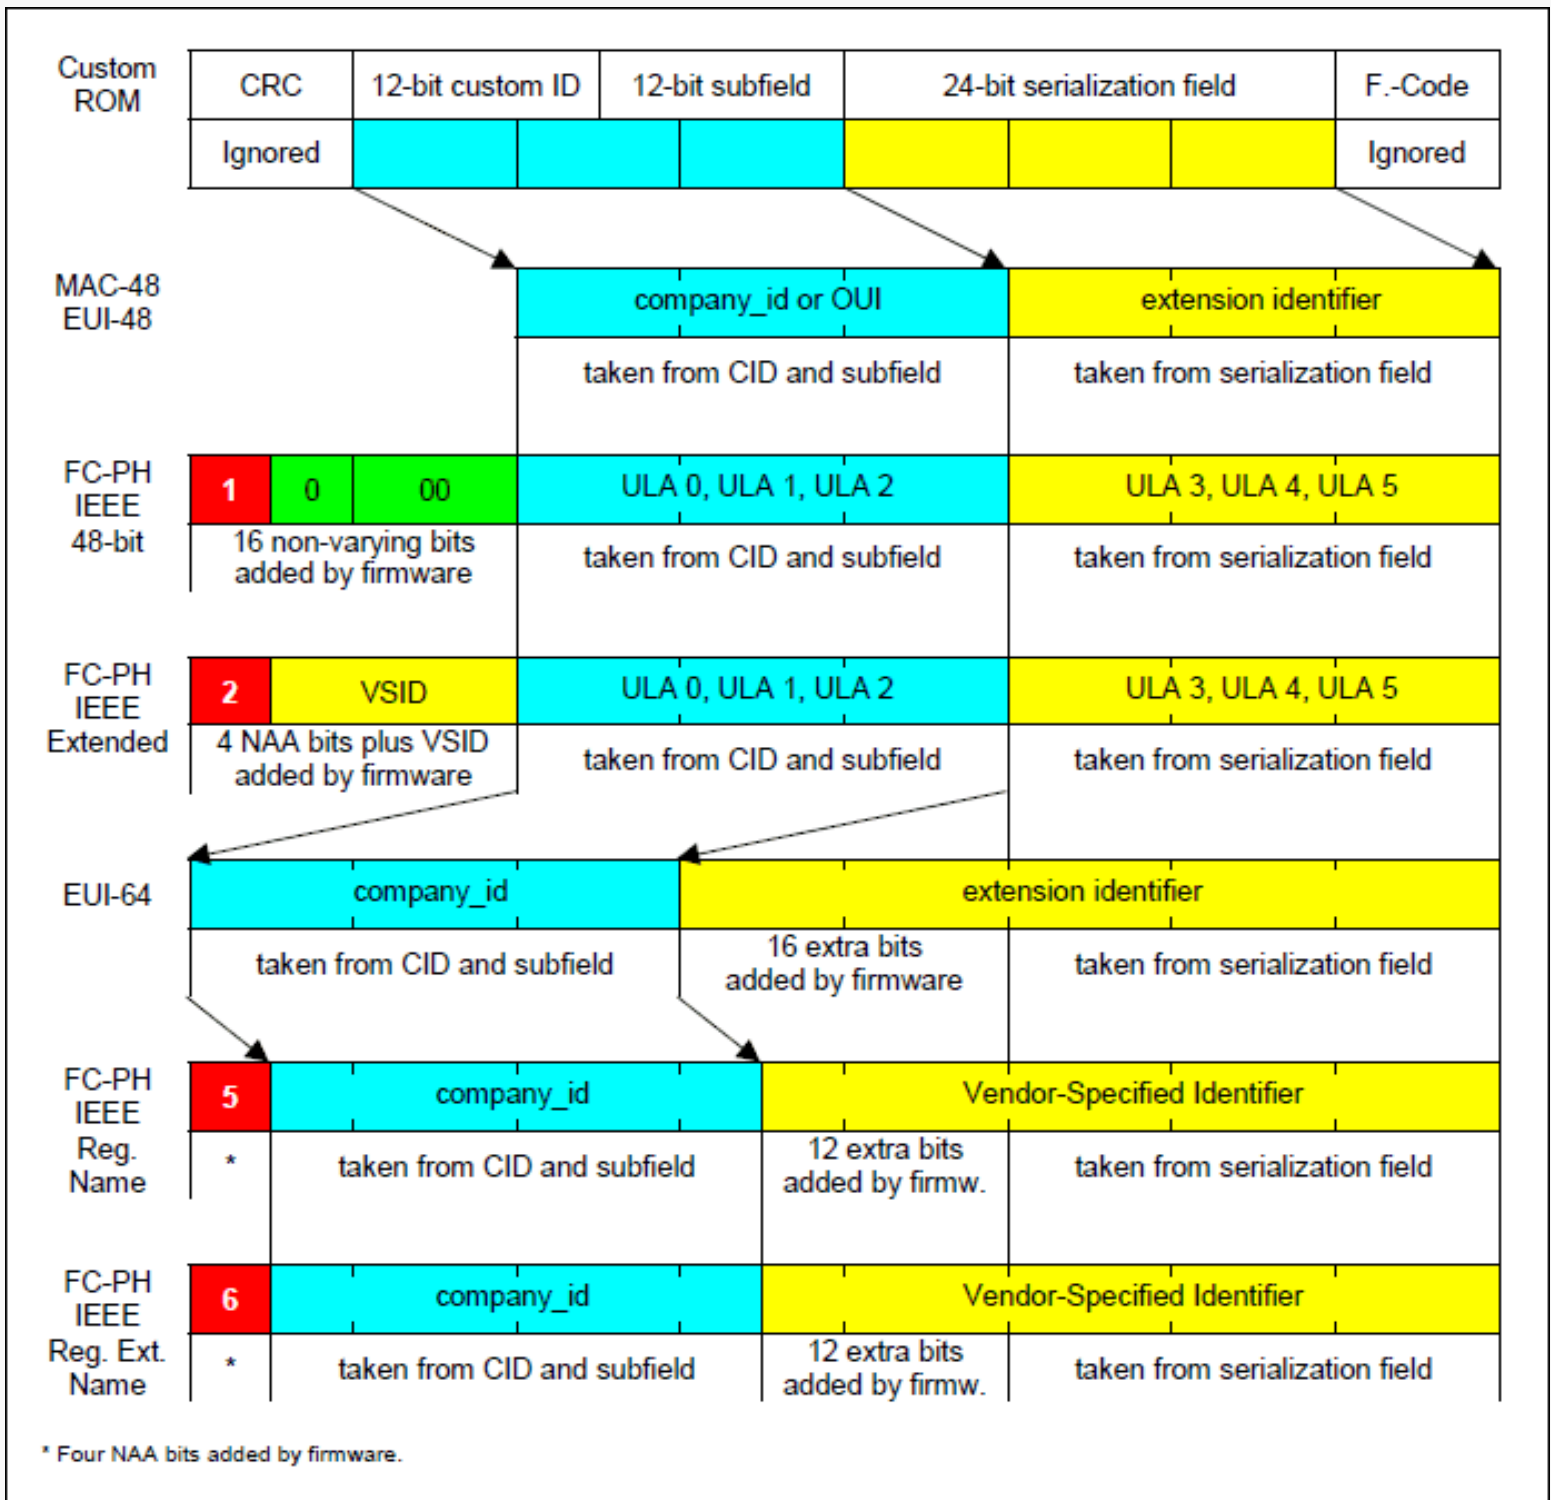 Custom
ROM
CRC
12-bit custom ID
12-bit subfield
24-bit serialization field
F.-Code
Ignored
Ignored
MAC-48
EUI-48
company_id or OUI
extension identifier
taken from CID and subfield
taken from serialization field
FC-PH
IEEE
48-bit
1
0
00
ULA 0, ULA 1, ULA 2
ULA 3, ULA 4, ULA 5
16 non-varying bits
added by firmware
taken from CID and subfield
taken from serialization field
FC-PH
IEEE
Extended
2
VSID
ULA 0, ULA 1, ULA 2
ULA 3, ULA 4, ULA 5
4 NAA bits plus VSID
added by firmware
taken from CID and subfield
taken from serialization field
EUI-64
company_id
extension identifier
taken from CID and subfield
16 extra bits
added by firmware
taken from serialization field
FC-PH
IEEE
Reg.
Name
5
company_id
Vendor-Specified Identifier
*
taken from CID and subfield
12 extra bits
added by firmw.
taken from serialization field
FC-PH
IEEE
Reg. Ext.
Name
6
company_id
Vendor-Specified Identifier
*
taken from CID and subfield
12 extra bits
added by firmw.
taken from serialization field
* Four NAA bits added by firmware.